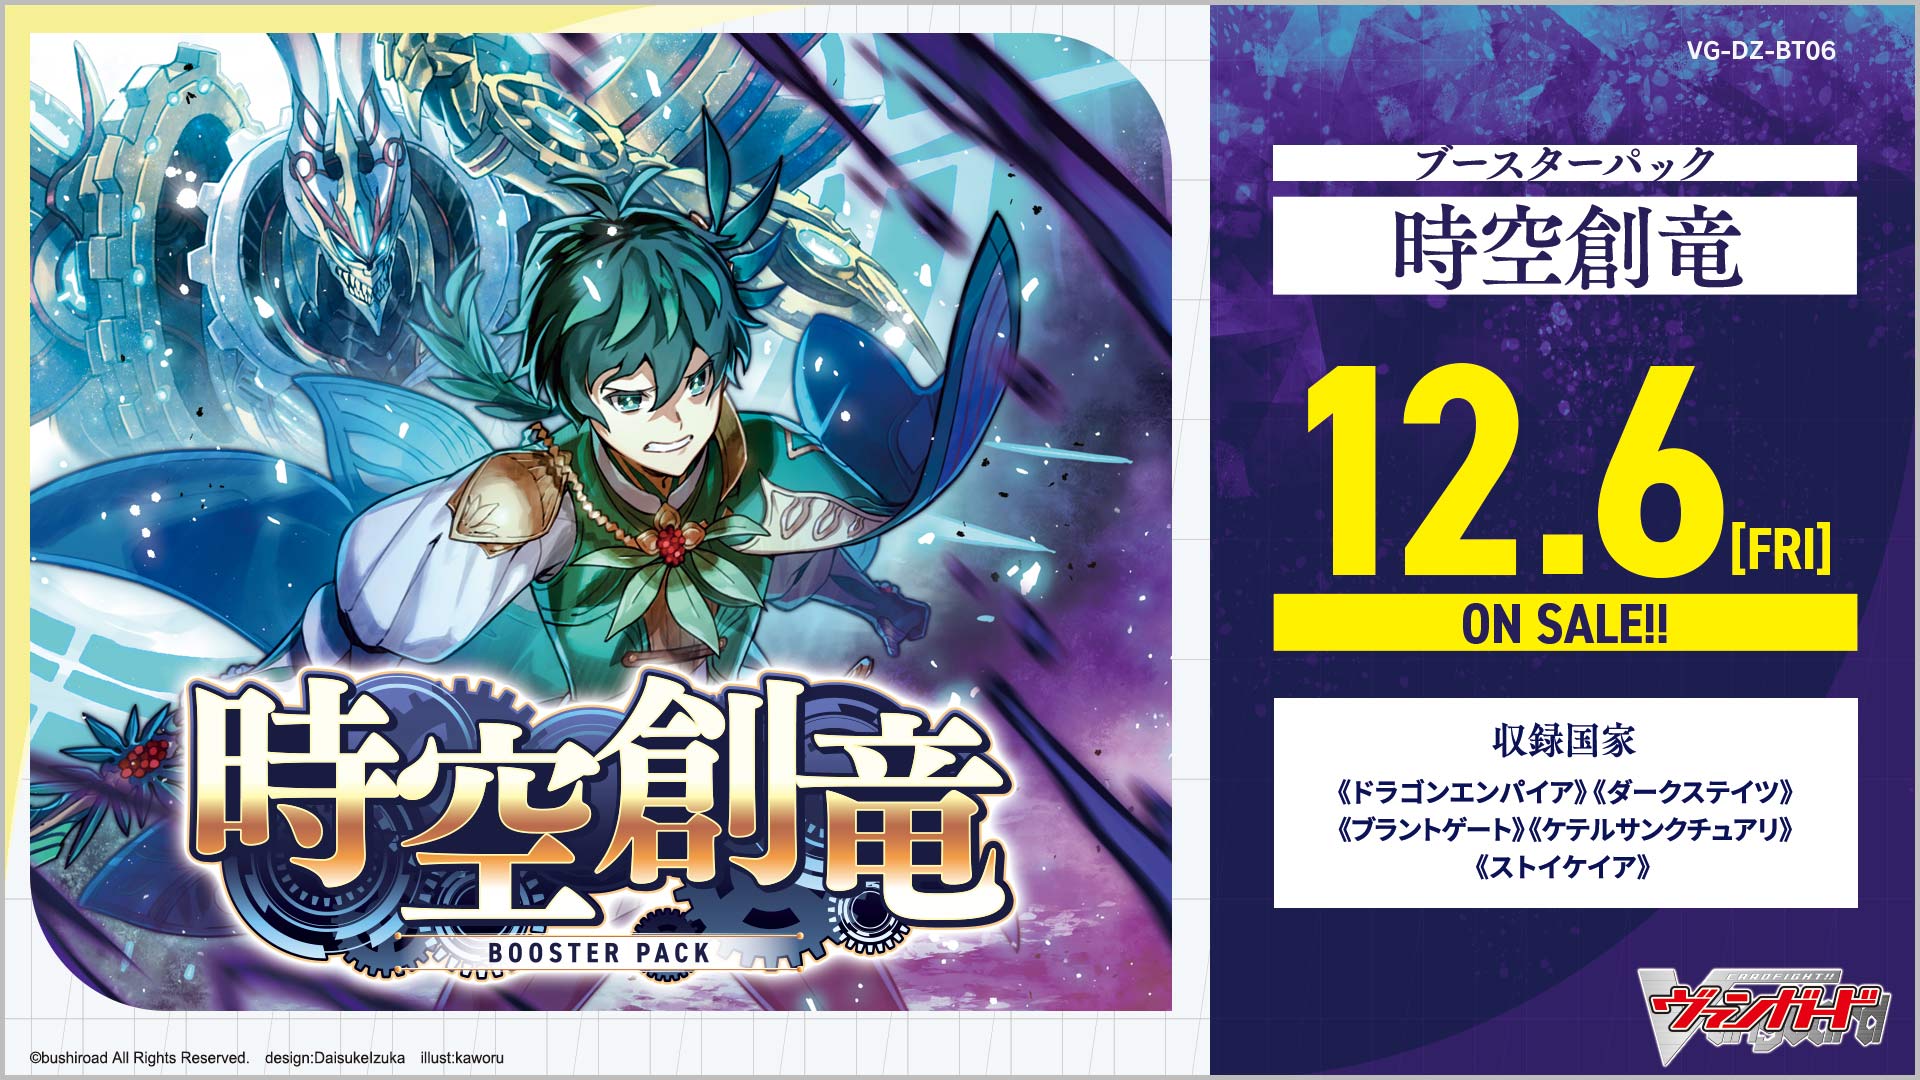 時空創竜
BOOSTER PACK
©bushiroad All Rights Reserved. design:DaisukeIzuka illust:kaworu
VG-DZ-BT06
ブースターパック
時空創竜
12.6[FRI]
ON SALE!!
収録国家
《ドラゴンエンパイア》《ダークステイツ》
《ブラントゲート》《ケテルサンクチュアリ》
《ストイケイア》
CARDFIGHT!!
ヴァンガード
Vanguard